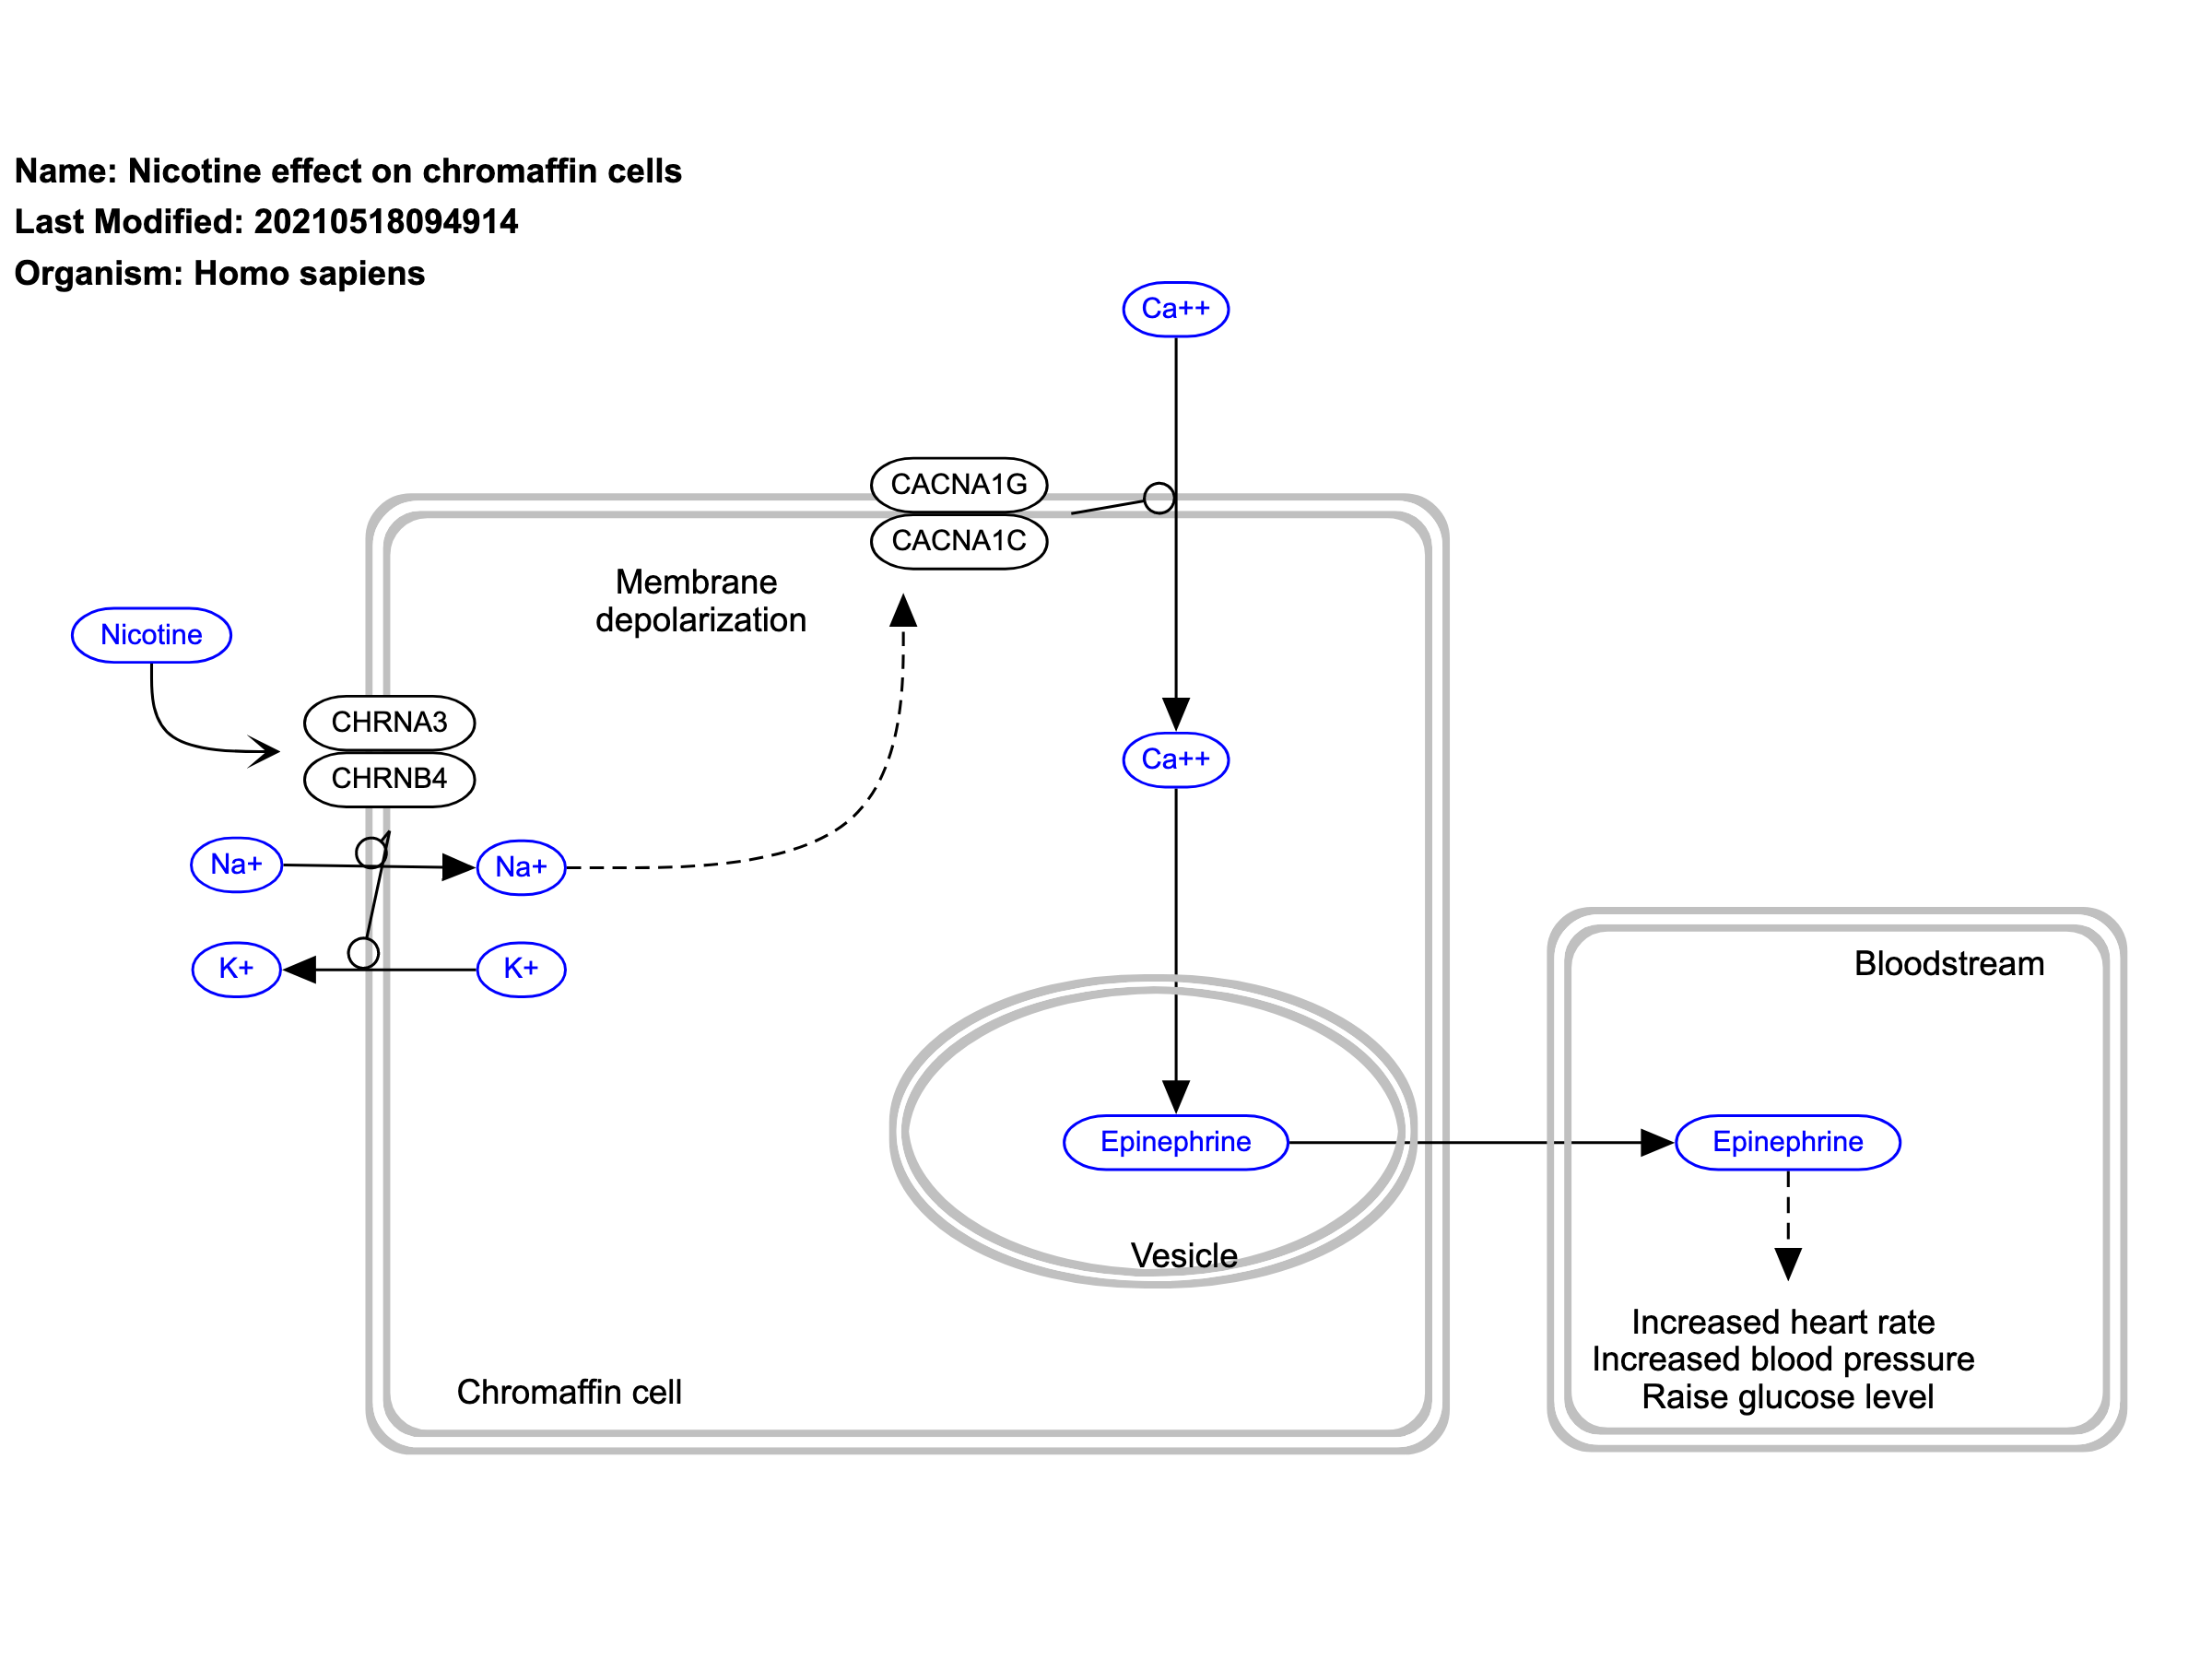 Name: Nicotine effect on chromaffin cells
Last Modified: 20210518094914
Organism: Homo sapiens
Ca++
CACNA1G
CACNA1C
Membrane
depolarization
Nicotine
CHRNA3
CHRNB4
Ca++
Na+
Na+
K+
K+
Bloodstream
Epinephrine
Epinephrine
Vesicle
Increased heart rate
Increased blood pressure
Raise glucose level
Chromaffin cell